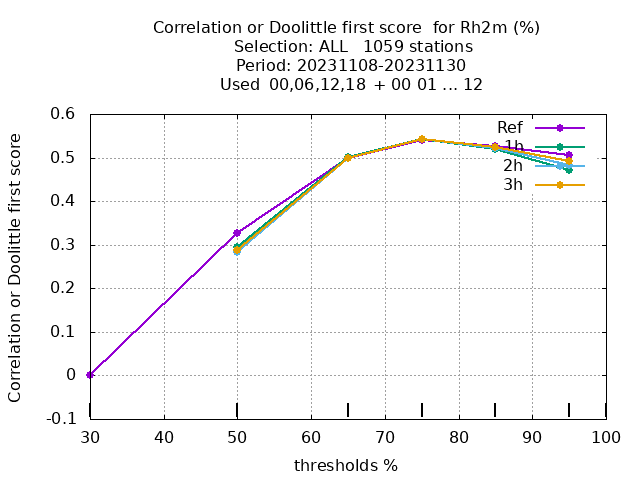 Correlation or Doolittle first score  for Rh2m (%)
Selection: ALL   1059 stations
Period: 20231108-20231130
Used  00,06,12,18  + 00 01 ... 12
Correlation or Doolittle first score
0.6
0.5
0.4
0.3
0.2
0.1
0
-0.1
30
40
50
60
70
80
90
100
thresholds %
Ref
1h
2h
3h